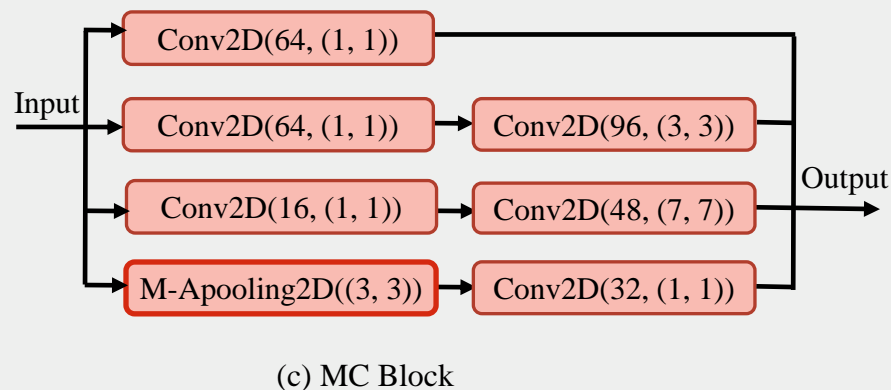 Conv2D(64, (1, 1))
Input
Conv2D(64, (1, 1))
Conv2D(96, (3, 3))
Output
Conv2D(16, (1, 1))
Conv2D(48, (7, 7))
M-Apooling2D((3, 3))
Conv2D(32, (1, 1))
(c) MC Block